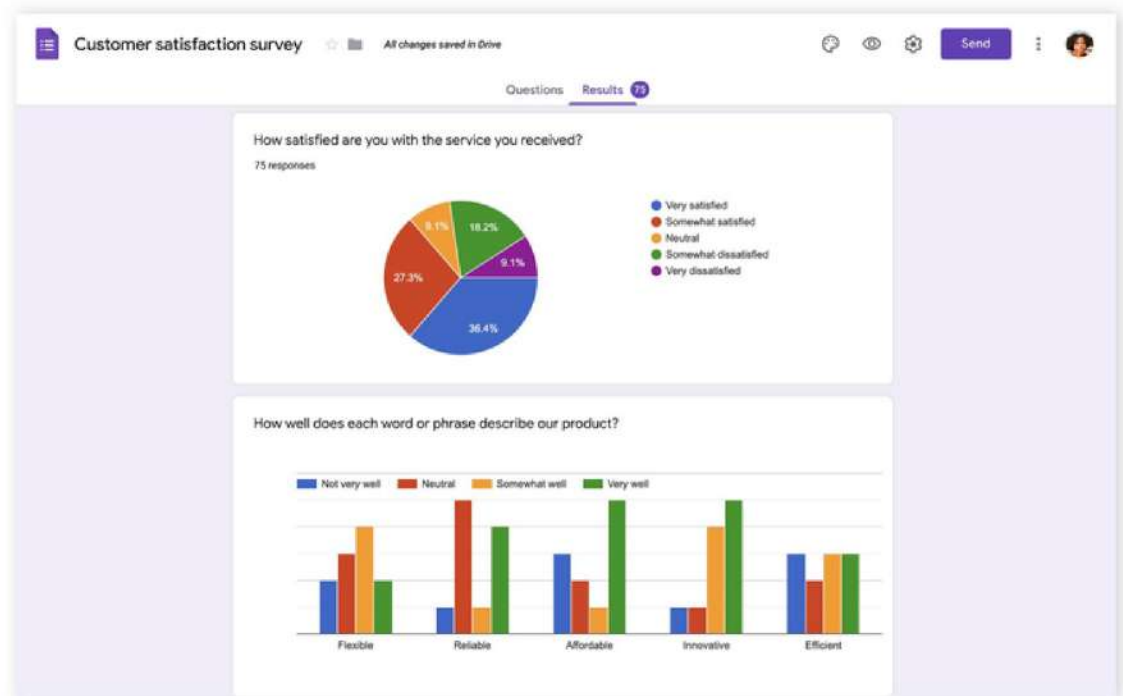 Customer satisfaction survey All changes saved in Drive Send
Questions Results 75
How satisfied are you with the service you received?
75 responses
9.1% 18.2%
9.1%
27.3%
36.4%
Very satisfied
Somewhat satisfied
Neutral
Somewhat dissatisfied
Very dissatisfied
How well does each word or phrase describe our product?
Not very well Neutral Somewhat well Very well
Flexible Reliable Affordable Innovative Efficient